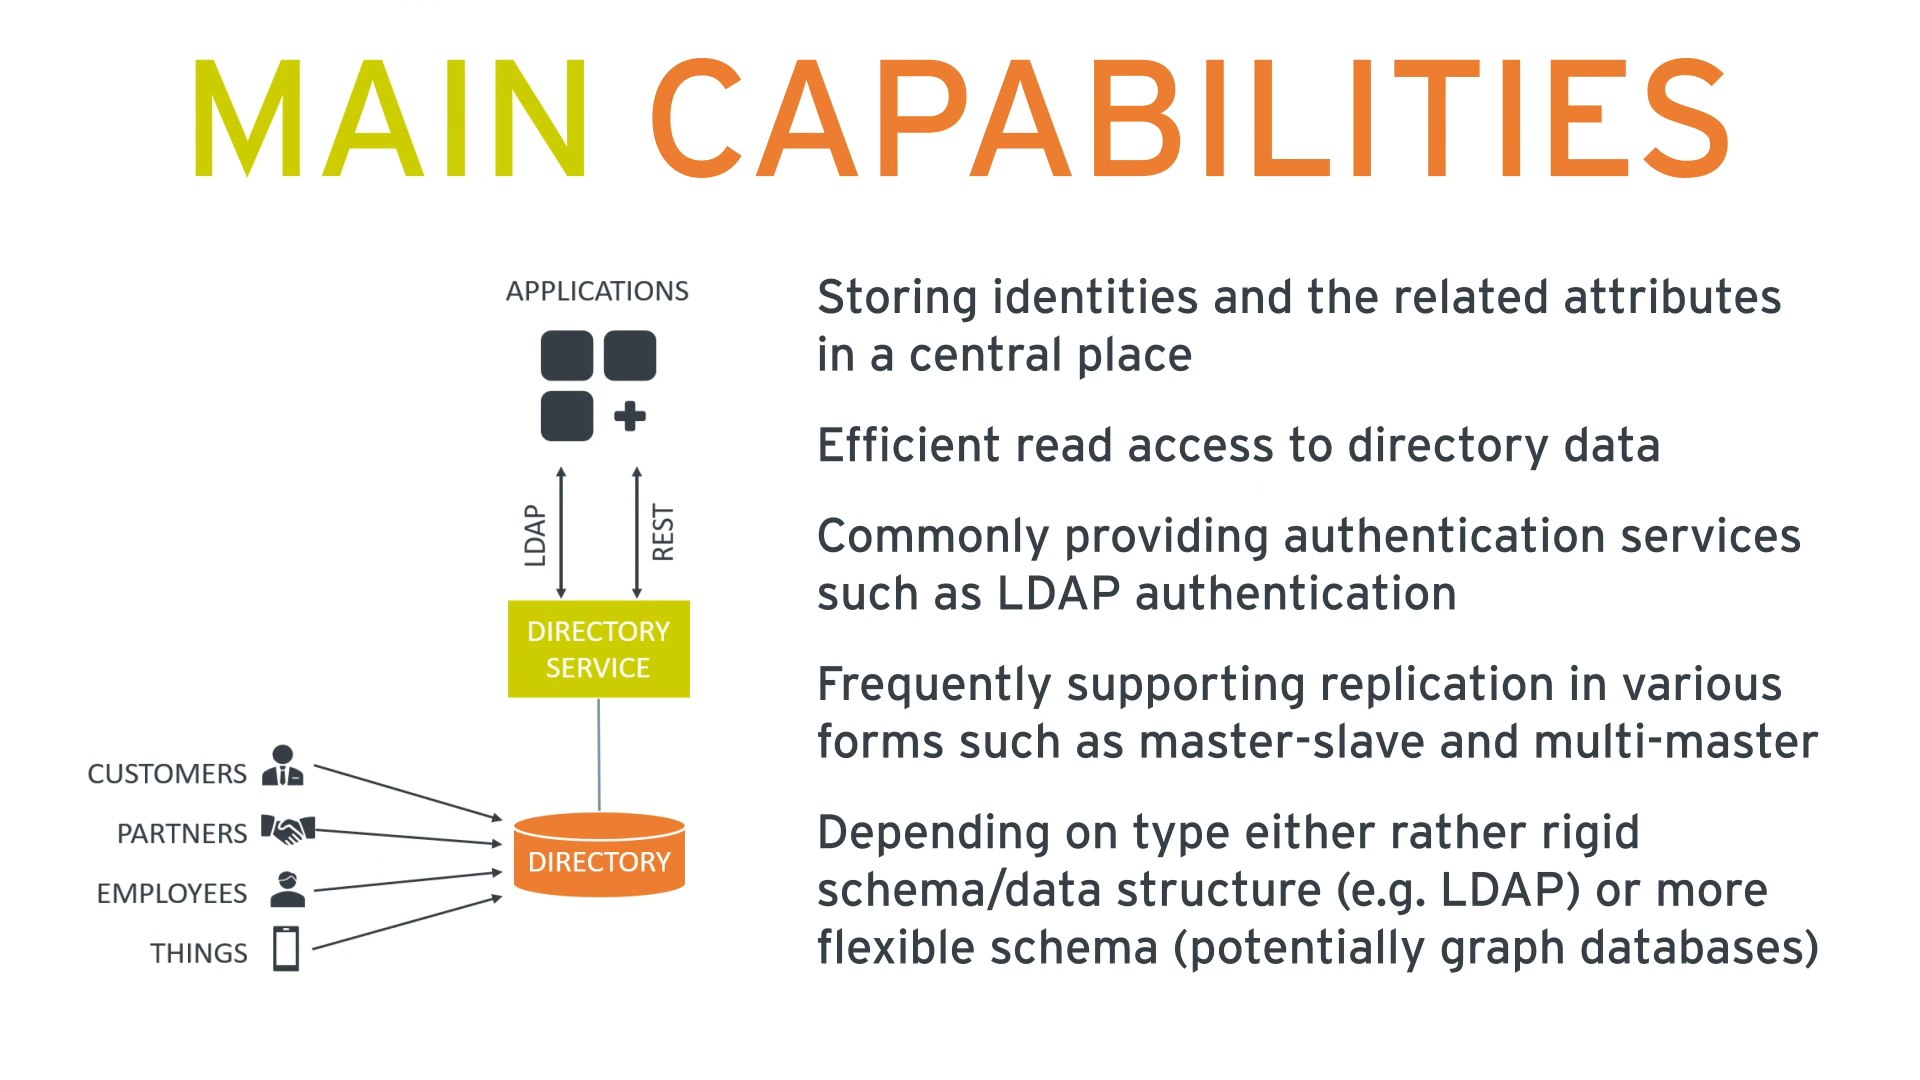 MAIN CAPABILITIES
APPLICATIONS
LDAP
REST
DIRECTORY
SERVICE
CUSTOMERS
PARTNERS
EMPLOYEES
THINGS
DIRECTORY
Storing identities and the related attributes
in a central place
Efficient read access to directory data
Commonly providing authentication services
such as LDAP authentication
Frequently supporting replication in various
forms such as master-slave and multi-master
Depending on type either rather rigid
schema/data structure (e.g. LDAP) or more
flexible schema (potentially graph databases)